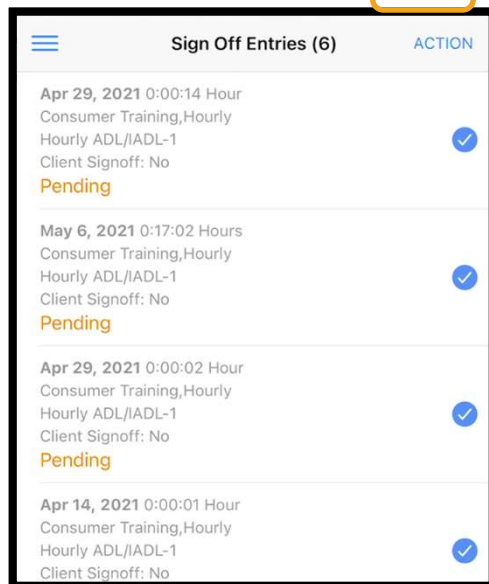 Sign Off Entries (6)
ACTION
Apr 29, 2021 0:00:14 Hour
Consumer Training,Hourly
Hourly ADL/IADL-1
Client Signoff: No
Pending
May 6, 2021 0:17:02 Hours
Consumer Training,Hourly
Hourly ADL/IADL-1
Client Signoff: No
Pending
Apr 29, 2021 0:00:02 Hour
Consumer Training,Hourly
Hourly ADL/IADL-1
Client Signoff: No
Pending
Apr 14, 2021 0:00:01 Hour
Consumer Training,Hourly
Hourly ADL/IADL-1
Client Signoff: No